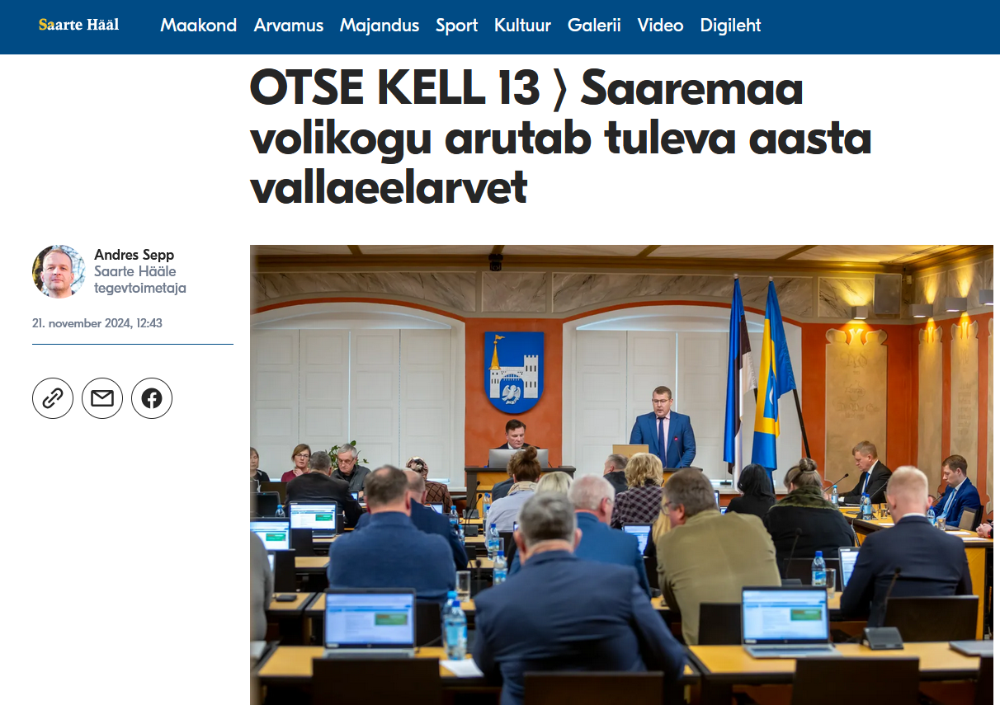 Saarte Hääl
Maakond Arvamus Majandus Sport Kultuur Galerii Video Digileht
OTSE KELL 13 ⟩ Saaremaa
volikogu arutab tuleva aasta
vallaeelarvet
Andres Sepp
Saarte Hääle
tegevtoimetaja
21. november 2024, 12:43